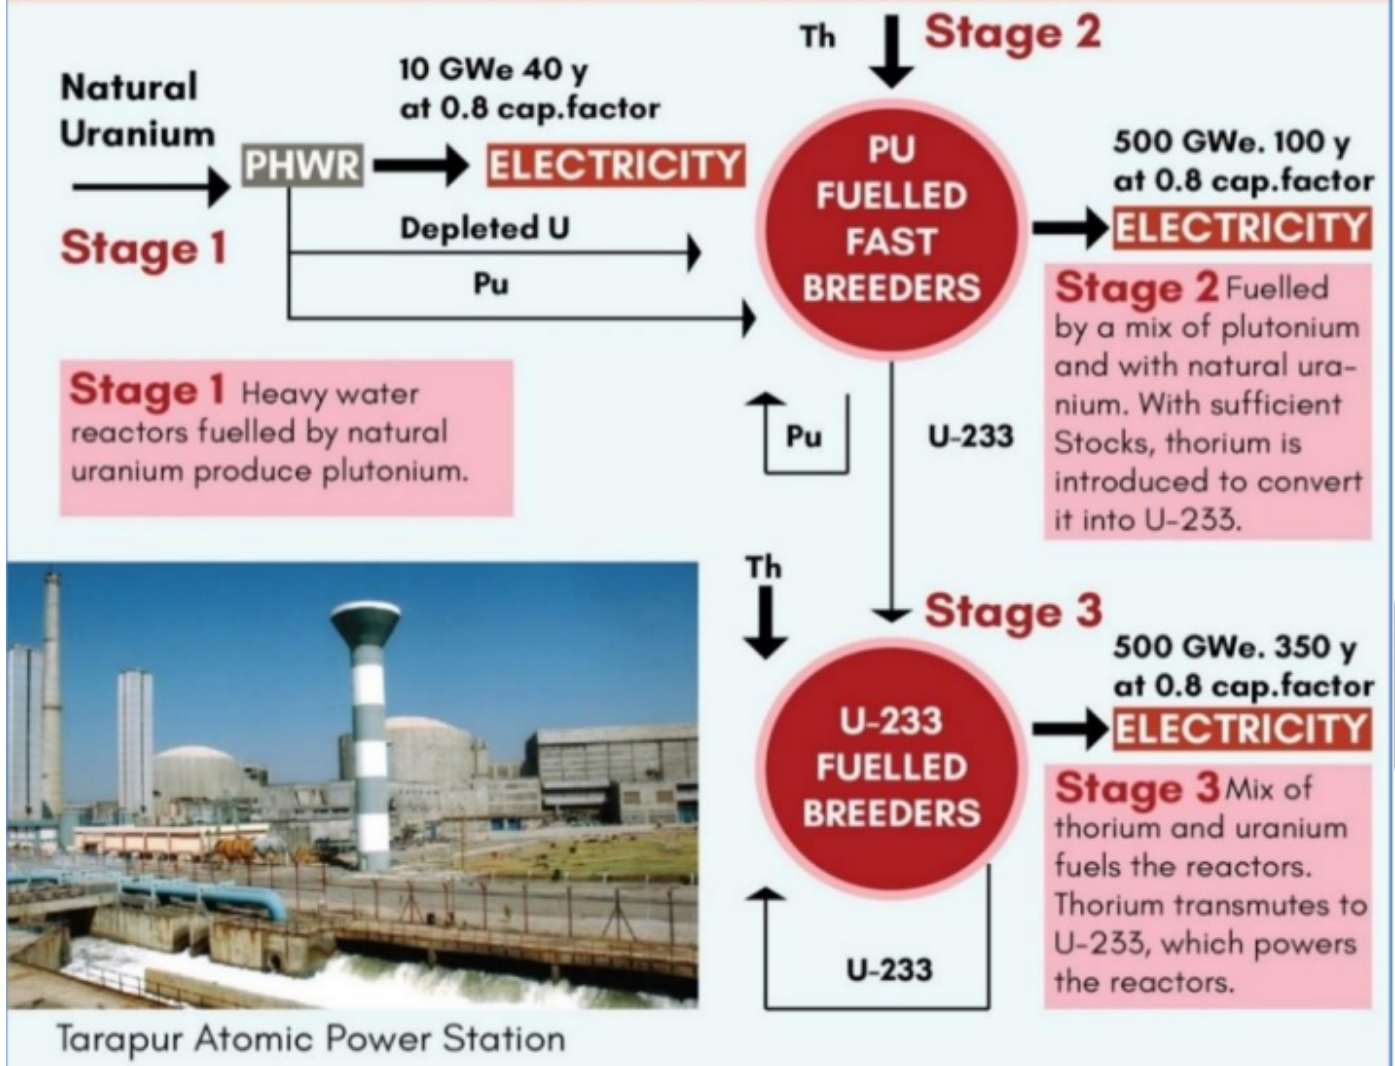 Natural
Uranium
Stage 1
PHWR
10 GWe 40 y
at 0.8 cap.factor
ELECTRICITY
Depleted U
Pu
Stage 1 Heavy water
reactors fuelled by natural
uranium produce plutonium.
Th
Stage 2
PU
FUELLED
FAST
BREEDERS
500 GWe. 100 y
at 0.8 cap.factor
ELECTRICITY
Stage 2 Fuelled
by a mix of plutonium
and with natural ura-
nium. With sufficient
Stocks, thorium is
introduced to convert
it into U-233.
Pu
U-233
Th
Stage 3
U-233
FUELLED
BREEDERS
500 GWe. 350 y
at 0.8 cap.factor
ELECTRICITY
Stage 3 Mix of
thorium and uranium
fuels the reactors.
Thorium transmutes to
U-233, which powers
the reactors.
U-233
Tarapur Atomic Power Station